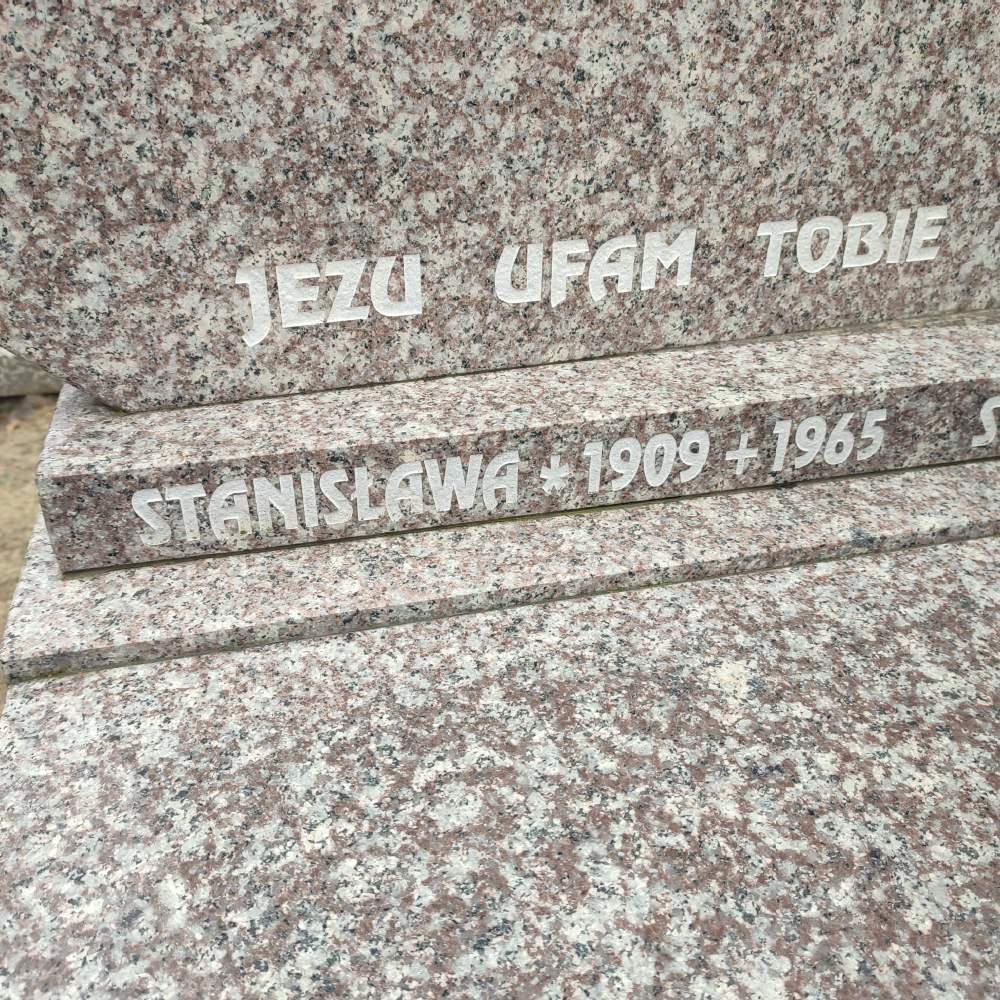 JEZU UFAM TOBIE
STANISŁAWA * 1909 + 1965 S